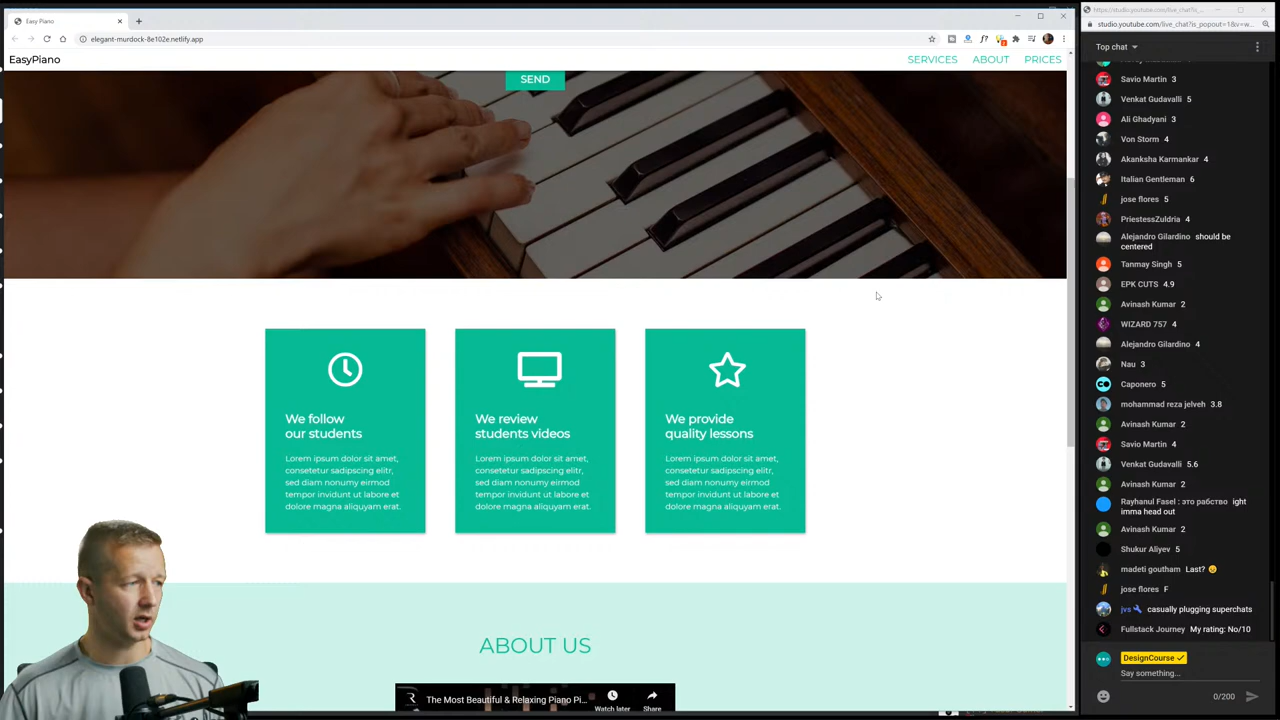 Easy Piano
elegant-murdock-8e102e.netlify.app
EasyPiano
SERVICES ABOUT PRICES
SEND
We follow
our students
Lorem ipsum dolor sit amet,
consetetur sadipscing elitr,
sed diam nonumy eirmod
tempor invidunt ut labore et
dolore magna aliquyam erat.
We review
students videos
Lorem ipsum dolor sit amet,
consetetur sadipscing elitr,
sed diam nonumy eirmod
tempor invidunt ut labore et
dolore magna aliquyam erat.
We provide
quality lessons
Lorem ipsum dolor sit amet,
consetetur sadipscing elitr,
sed diam nonumy eirmod
tempor invidunt ut labore et
dolore magna aliquyam erat.
ABOUT US
The Most Beautiful & Relaxing Piano Pi...
Watch later
Share
https://studio.youtube.com/live_chat?is_popout=1&v=w...
studio.youtube.com/live_chat?is_popout=1&v=w...
Top chat
Savio Martin 3
Venkat Gudavalli 5
Ali Ghadyani 3
Von Storm 4
Akanksha Karmankar 4
Italian Gentleman 6
jose flores 5
PriestessZuldria 4
Alejandro Gilardino should be
centered
Tanmay Singh 5
EPK CUTS 4.9
Avinash Kumar 2
WIZARD 757 4
Alejandro Gilardino 4
Nau 3
Caponero 5
mohammad reza jelveh 3.8
Avinash Kumar 2
Savio Martin 4
Venkat Gudavalli 5.6
Avinash Kumar 2
Rayhanul Fasel : это рабство ight
imma head out
Avinash Kumar 2
Shukur Aliyev 5
madeti goutham Last?
jose flores F
jvs casually plugging superchats
Fullstack Journey My rating: No/10
DesignCourse
Say something...
0/200